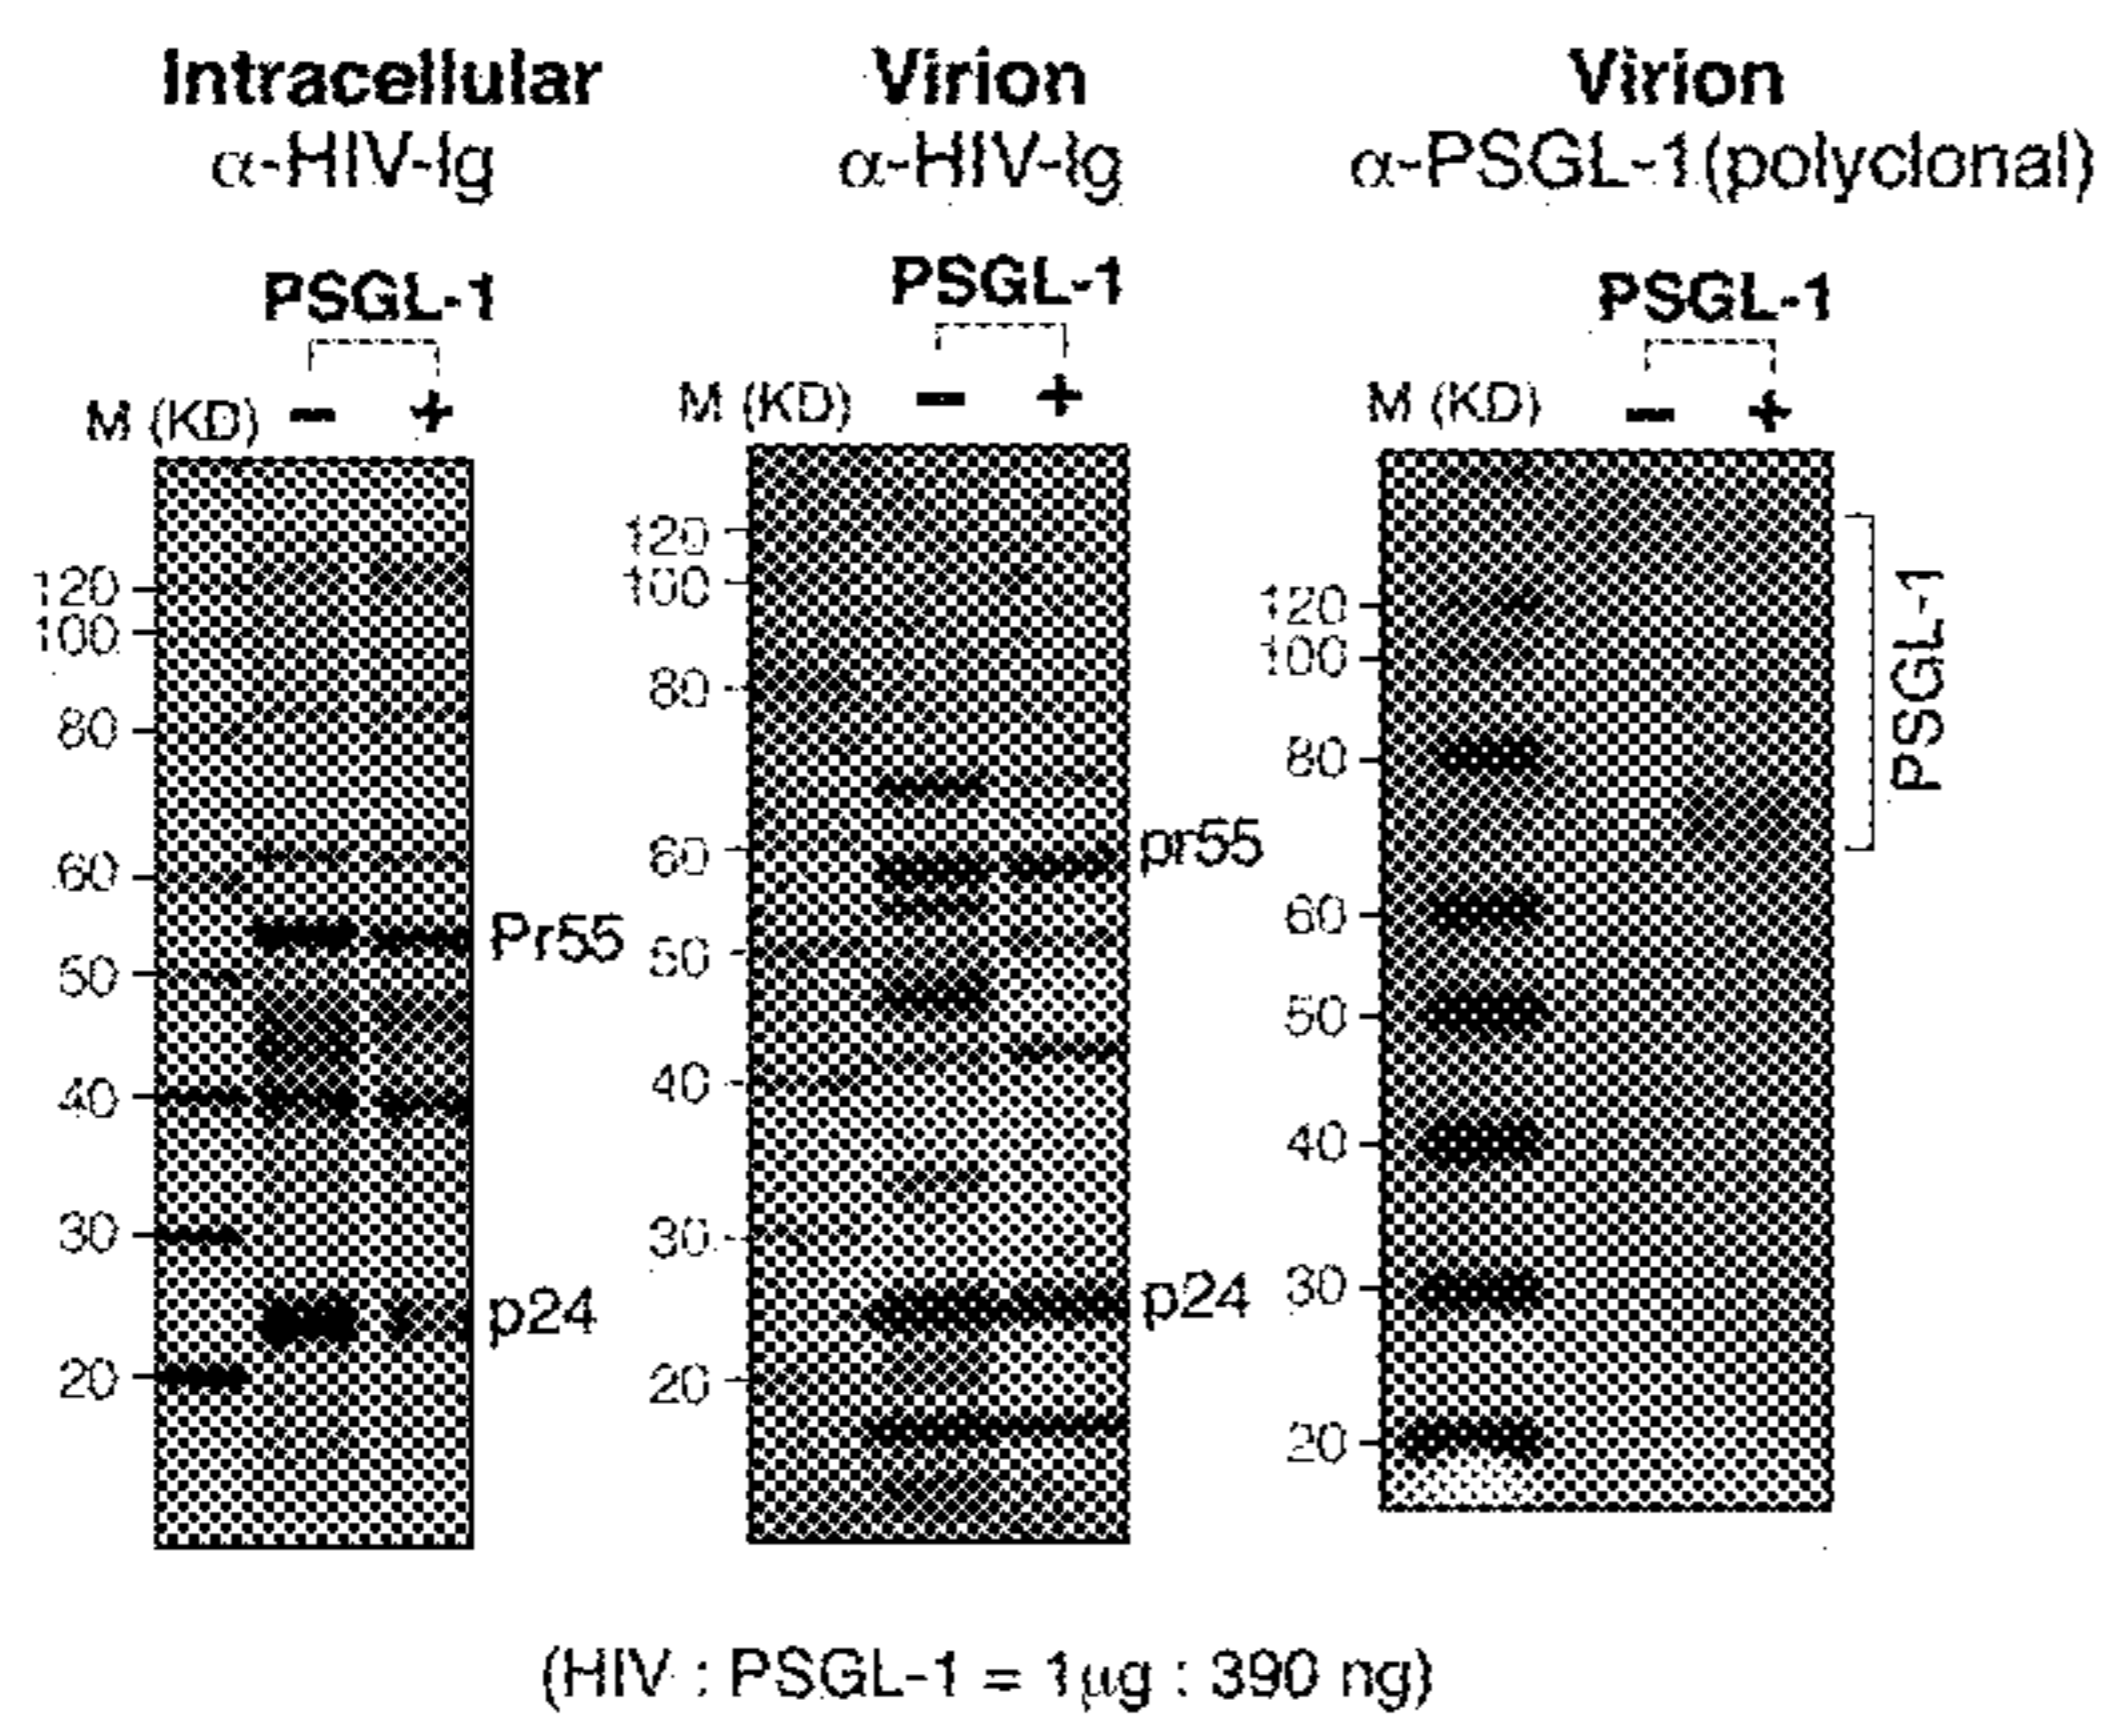 Intracellular
α-HIV-Ig
PSGL-1
M (KD) − +
120
100
80
60
50
40
30
20
Pr55
p24
Virion
α-HIV-Ig
PSGL-1
M (KD) − +
120
100
80
60
50
40
30
20
pr55
p24
Virion
α-PSGL-1(polyclonal)
PSGL-1
M (KD) − +
120
100
80
60
50
40
30
20
PSGL-1
(HIV : PSGL-1 = 1µg : 390 ng)